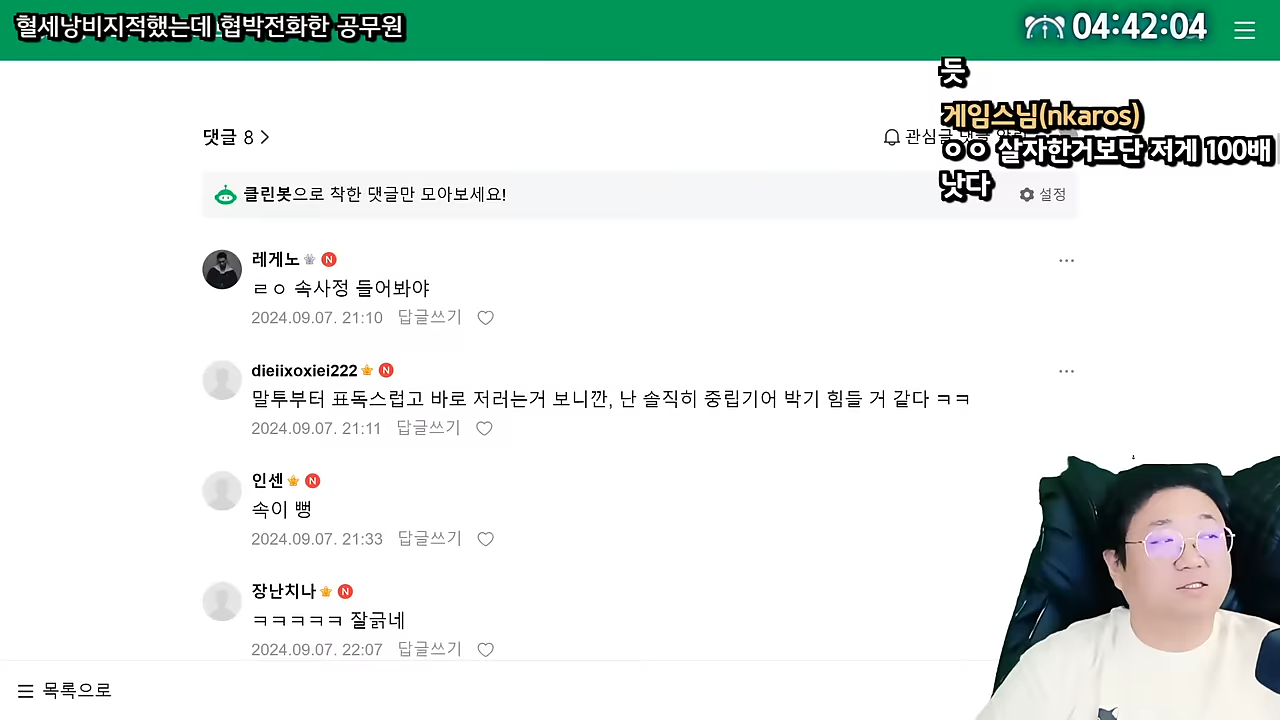 혈세낭비지적했는데 협박전화한 공무원
04:42:04
듯
게임스님(nkaros)
ㅇㅇ 살자한거보단 저게 100배
낫다
댓글 8
관심글 댓글
클린봇으로 착한 댓글만 모아보세요!
설정
레게노 N
ㄹㅇ 속사정 들어봐야
2024.09.07. 21:10 답글쓰기
dieiixoxiei222 N
말투부터 표독스럽고 바로 저러는거 보니깐, 난 솔직히 중립기어 박기 힘들 거 같다 ㅋㅋ
2024.09.07. 21:11 답글쓰기
인센 N
속이 뻥
2024.09.07. 21:33 답글쓰기
장난치나 N
ㅋㅋㅋㅋㅋ 잘긁네
2024.09.07. 22:07 답글쓰기
목록으로